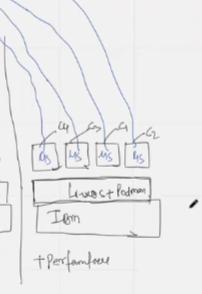 C4 C3 C1 C2
MS MS MS MS
Linux + Podman
IBM
+Performance